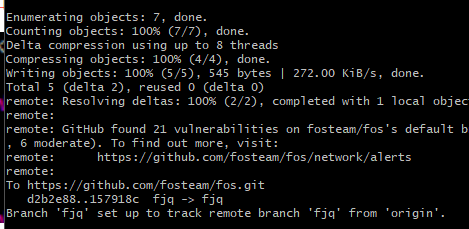 Enumerating objects: 7, done.
Counting objects: 100% (7/7), done.
Delta compression using up to 8 threads
Compressing objects: 100% (4/4), done.
Writing objects: 100% (5/5), 545 bytes | 272.00 KiB/s, done.
Total 5 (delta 2), reused 0 (delta 0)
remote: Resolving deltas: 100% (2/2), completed with 1 local objec
remote:
remote: GitHub found 21 vulnerabilities on fosteam/fos's default b
, 6 moderate). To find out more, visit:
remote:      https://github.com/fosteam/fos/network/alerts
remote:
To https://github.com/fosteam/fos.git
   d2b2e88..157918c  fjq -> fjq
Branch 'fjq' set up to track remote branch 'fjq' from 'origin'.